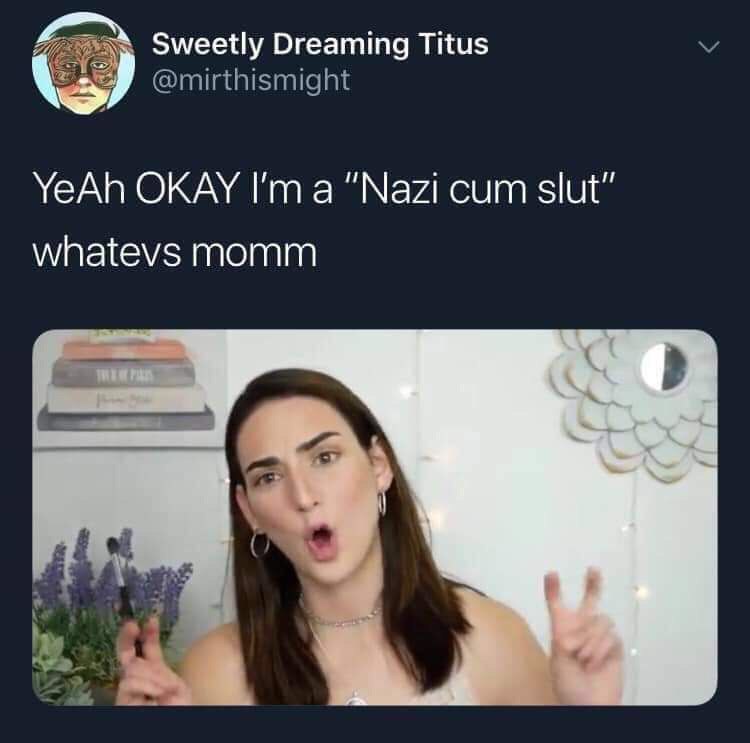 Sweetly Dreaming Titus
@mirthismight
YeAh OKAY I'm a "Nazi cum slut"
whatevs momm